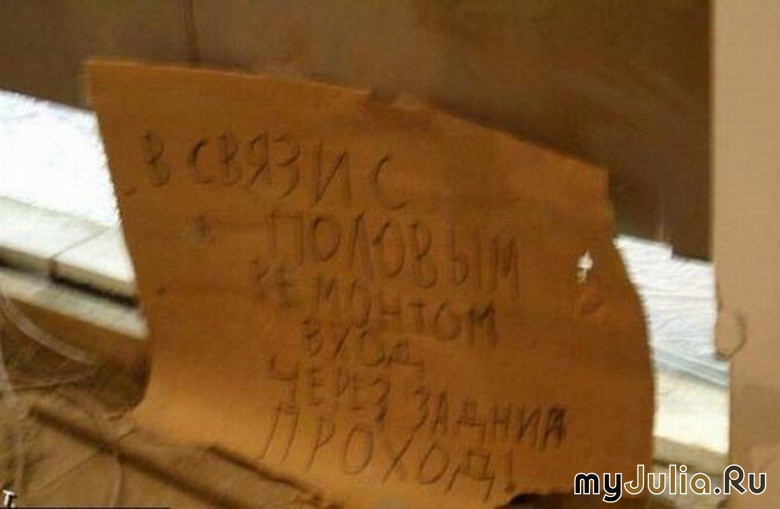 В СВЯЗИ С
ПОЛОВЫМ
РЕМОНТОМ
ВХОД
ЧЕРЕЗ ЗАДНИЙ
ПРОХОД!
myJulia.Ru
T.